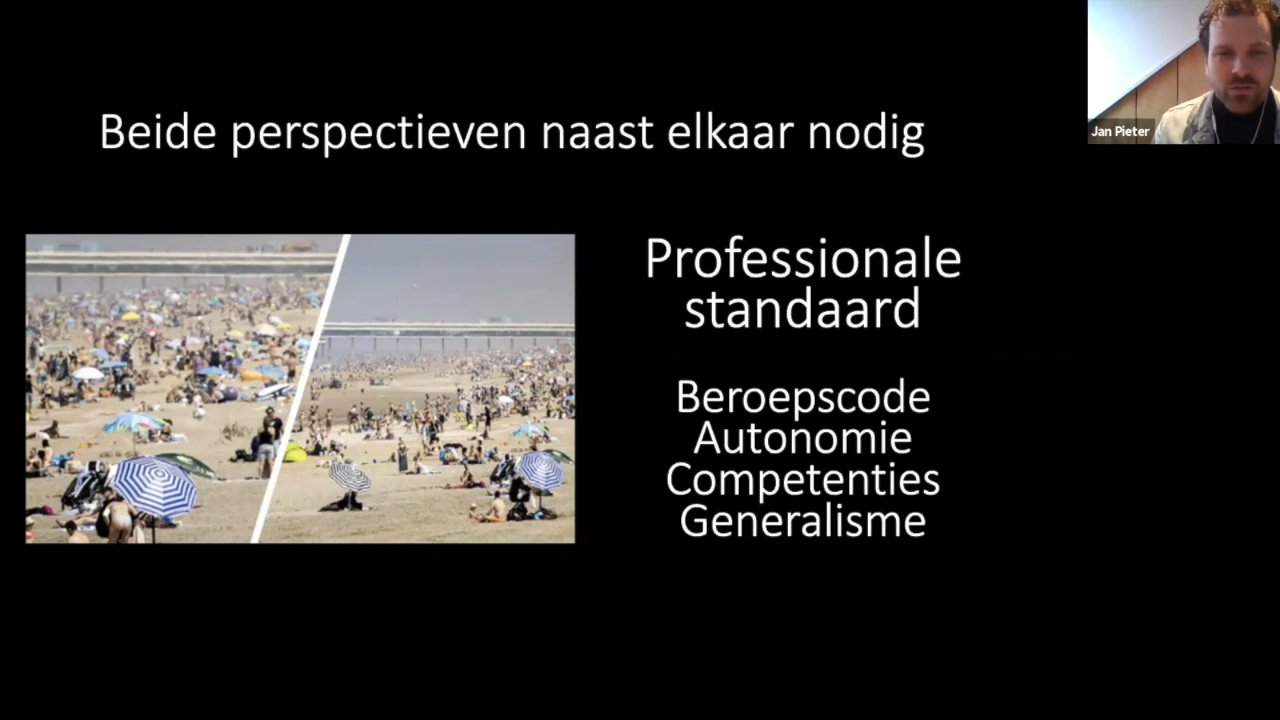 Beide perspectieven naast elkaar nodig
Jan Pieter
Professionale
standaard
Beroepscode
Autonomie
Competenties
Generalisme